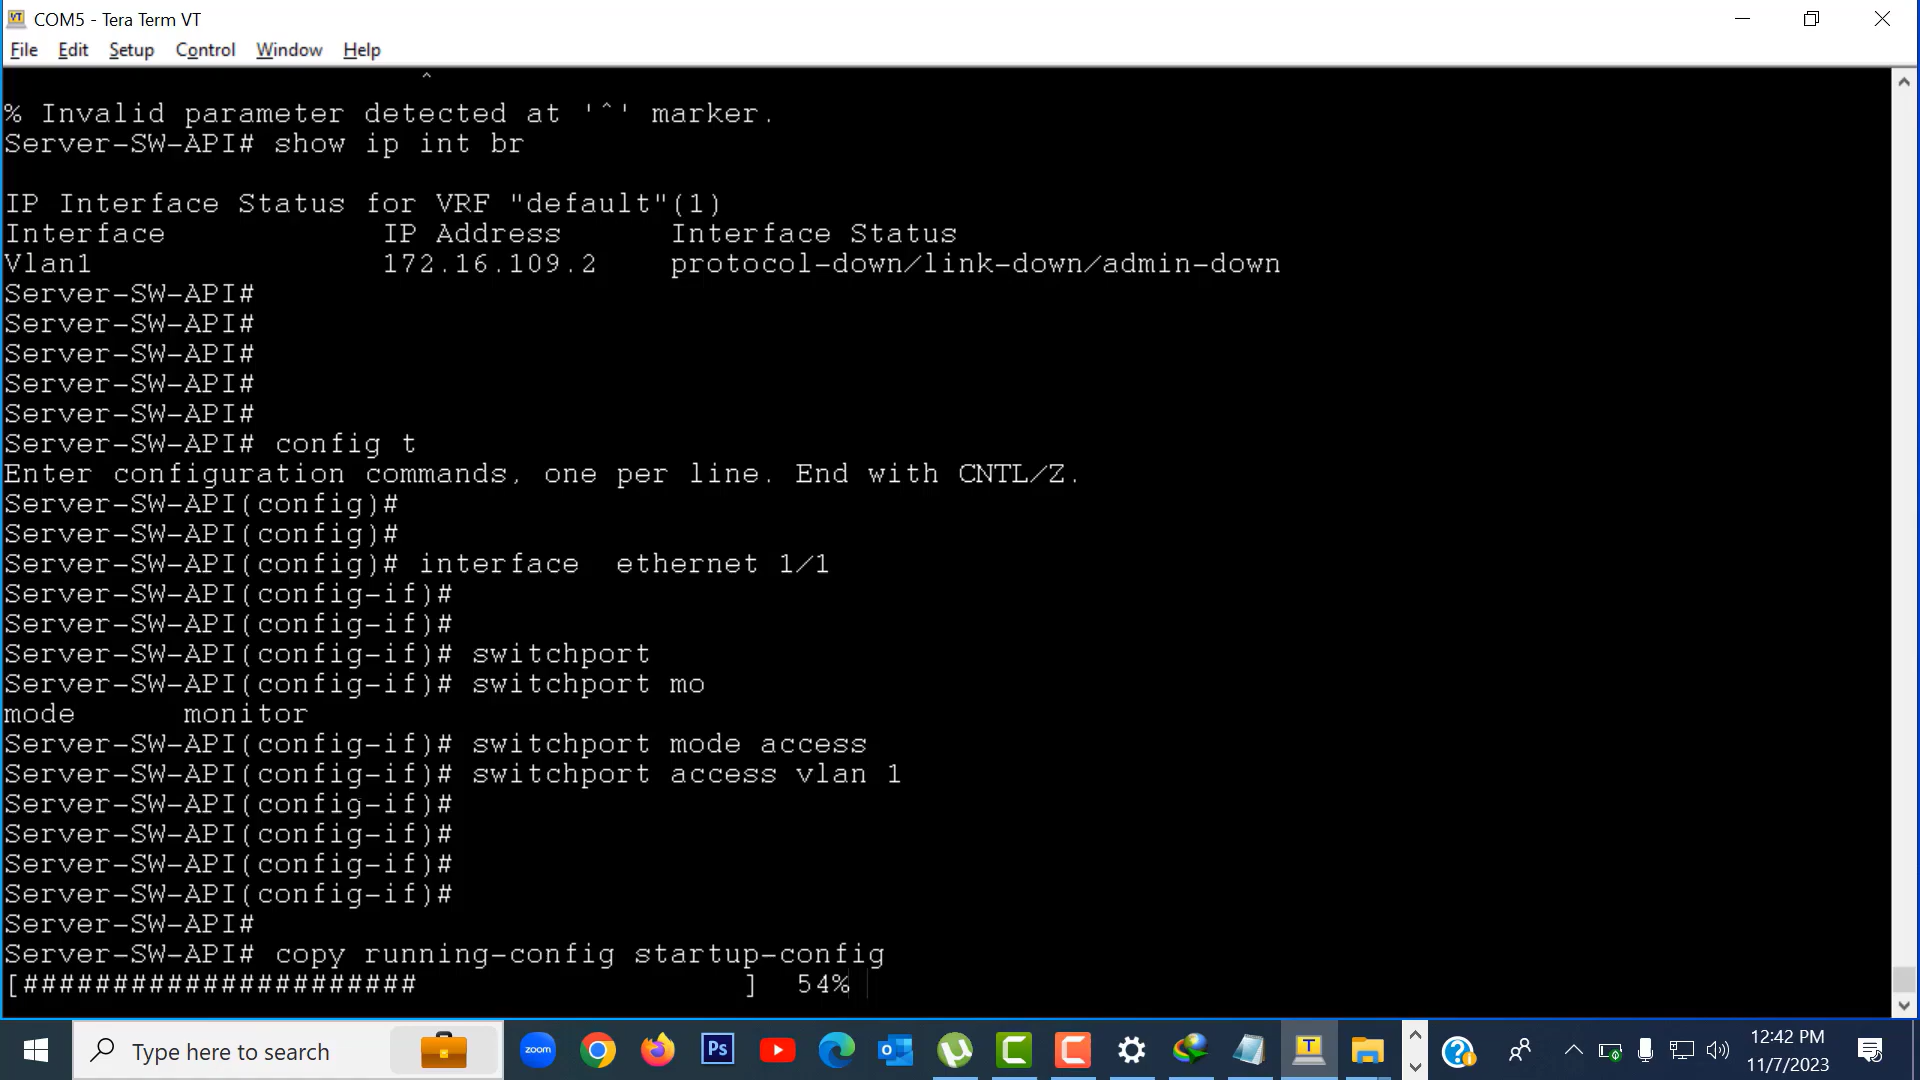 COM5 - Tera Term VT
File Edit Setup Control Window Help
^
% Invalid parameter detected at '^' marker.
Server-SW-API# show ip int br
IP Interface Status for VRF "default"(1)
Interface IP Address Interface Status
Vlan1 172.16.109.2 protocol-down/link-down/admin-down
Server-SW-API#
Server-SW-API#
Server-SW-API#
Server-SW-API#
Server-SW-API#
Server-SW-API# config t
Enter configuration commands, one per line. End with CNTL/Z.
Server-SW-API(config)#
Server-SW-API(config)#
Server-SW-API(config)# interface  ethernet 1/1
Server-SW-API(config-if)#
Server-SW-API(config-if)#
Server-SW-API(config-if)# switchport
Server-SW-API(config-if)# switchport mo
mode monitor
Server-SW-API(config-if)# switchport mode access
Server-SW-API(config-if)# switchport access vlan 1
Server-SW-API(config-if)#
Server-SW-API(config-if)#
Server-SW-API(config-if)#
Server-SW-API(config-if)#
Server-SW-API#
Server-SW-API# copy running-config startup-config
[###################### ] 54%
Type here to search
zoom
Ps
T
12:42 PM
11/7/2023